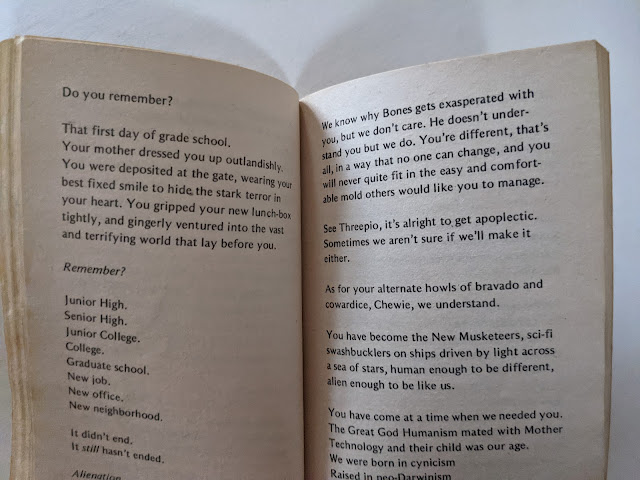 Do you remember?
That first day of grade school.
Your mother dressed you up outlandishly.
You were deposited at the gate, wearing your
best fixed smile to hide the stark terror in
your heart. You gripped your new lunch-box
tightly, and gingerly ventured into the vast
and terrifying world that lay before you.
Remember?
Junior High.
Senior High.
Junior College.
College.
Graduate school.
New job.
New office.
New neighborhood.
It didn't end.
It still hasn't ended.
Alienation
We know why Bones gets exasperated with
you, but we don't care. He doesn't under-
stand you but we do. You're different, that's
all, in a way that no one can change, and you
will never quite fit in the easy and comfort-
able mold others would like you to manage.
See Threepio, it's alright to get apoplectic.
Sometimes we aren't sure if we'll make it
either.
As for your alternate howls of bravado and
cowardice, Chewie, we understand.
You have become the New Musketeers, sci-fi
swashbucklers on ships driven by light across
a sea of stars, human enough to be different,
alien enough to be like us.
You have come at a time when we needed you.
The Great God Humanism mated with Mother
Technology and their child was our age.
We were born in cynicism
Raised in neo-Darwinism